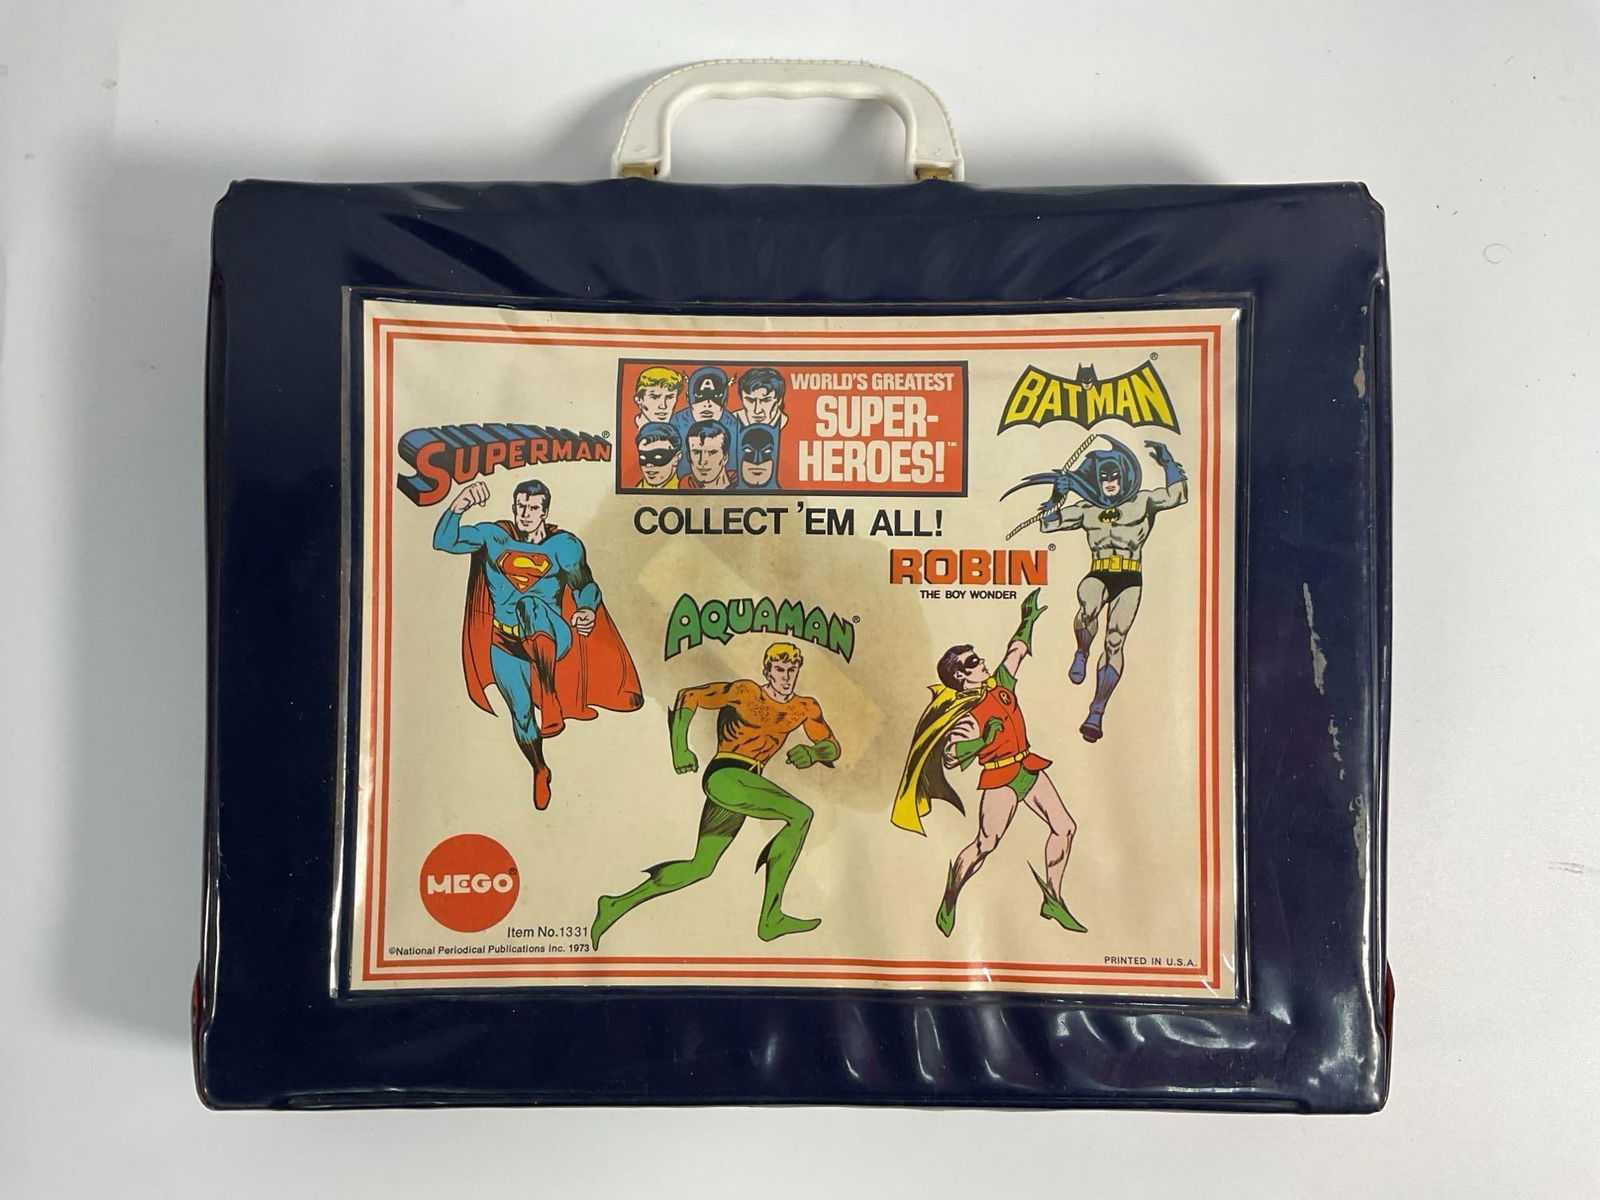 WORLD'S GREATEST
SUPER-
HEROES!™
COLLECT 'EM ALL!
SUPERMAN®
BATMAN®
ROBIN®
THE BOY WONDER
AQUAMAN®
MEGO®
Item No.1331
©National Periodical Publications Inc. 1973
PRINTED IN U.S.A.
A
S
R